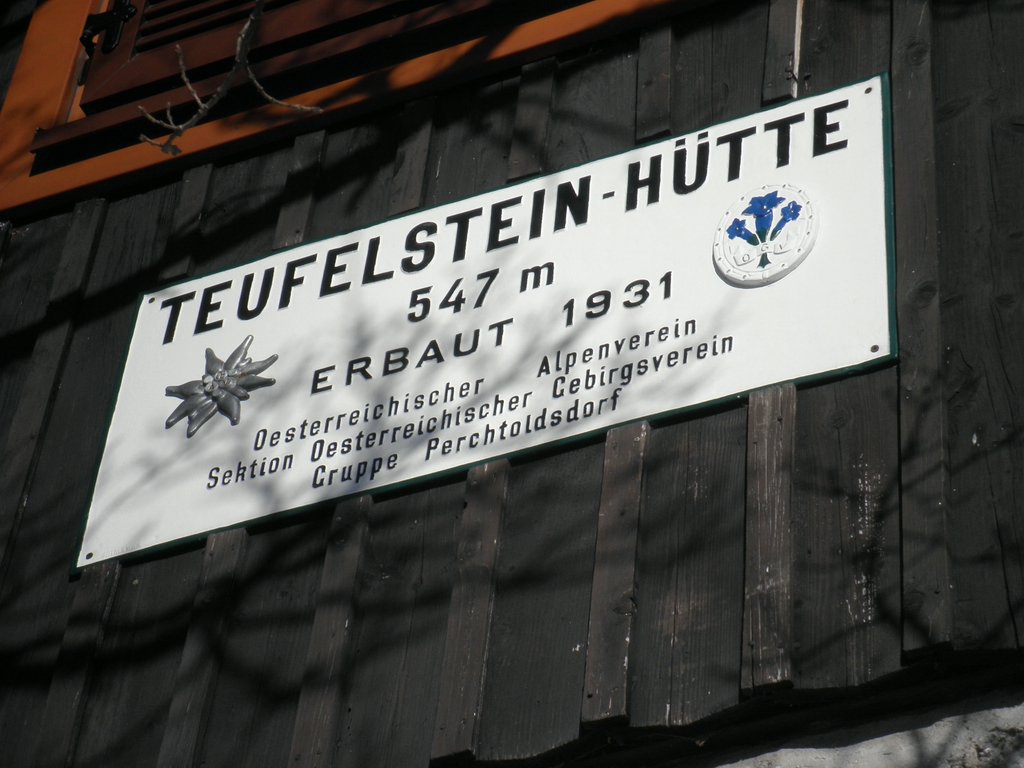 TEUFELSTEIN-HÜTTE
547 m
ERBAUT 1931
Oesterreichischer Alpenverein
Sektion Oesterreichischer Gebirgsverein
Gruppe Perchtoldsdorf
O.G.V.